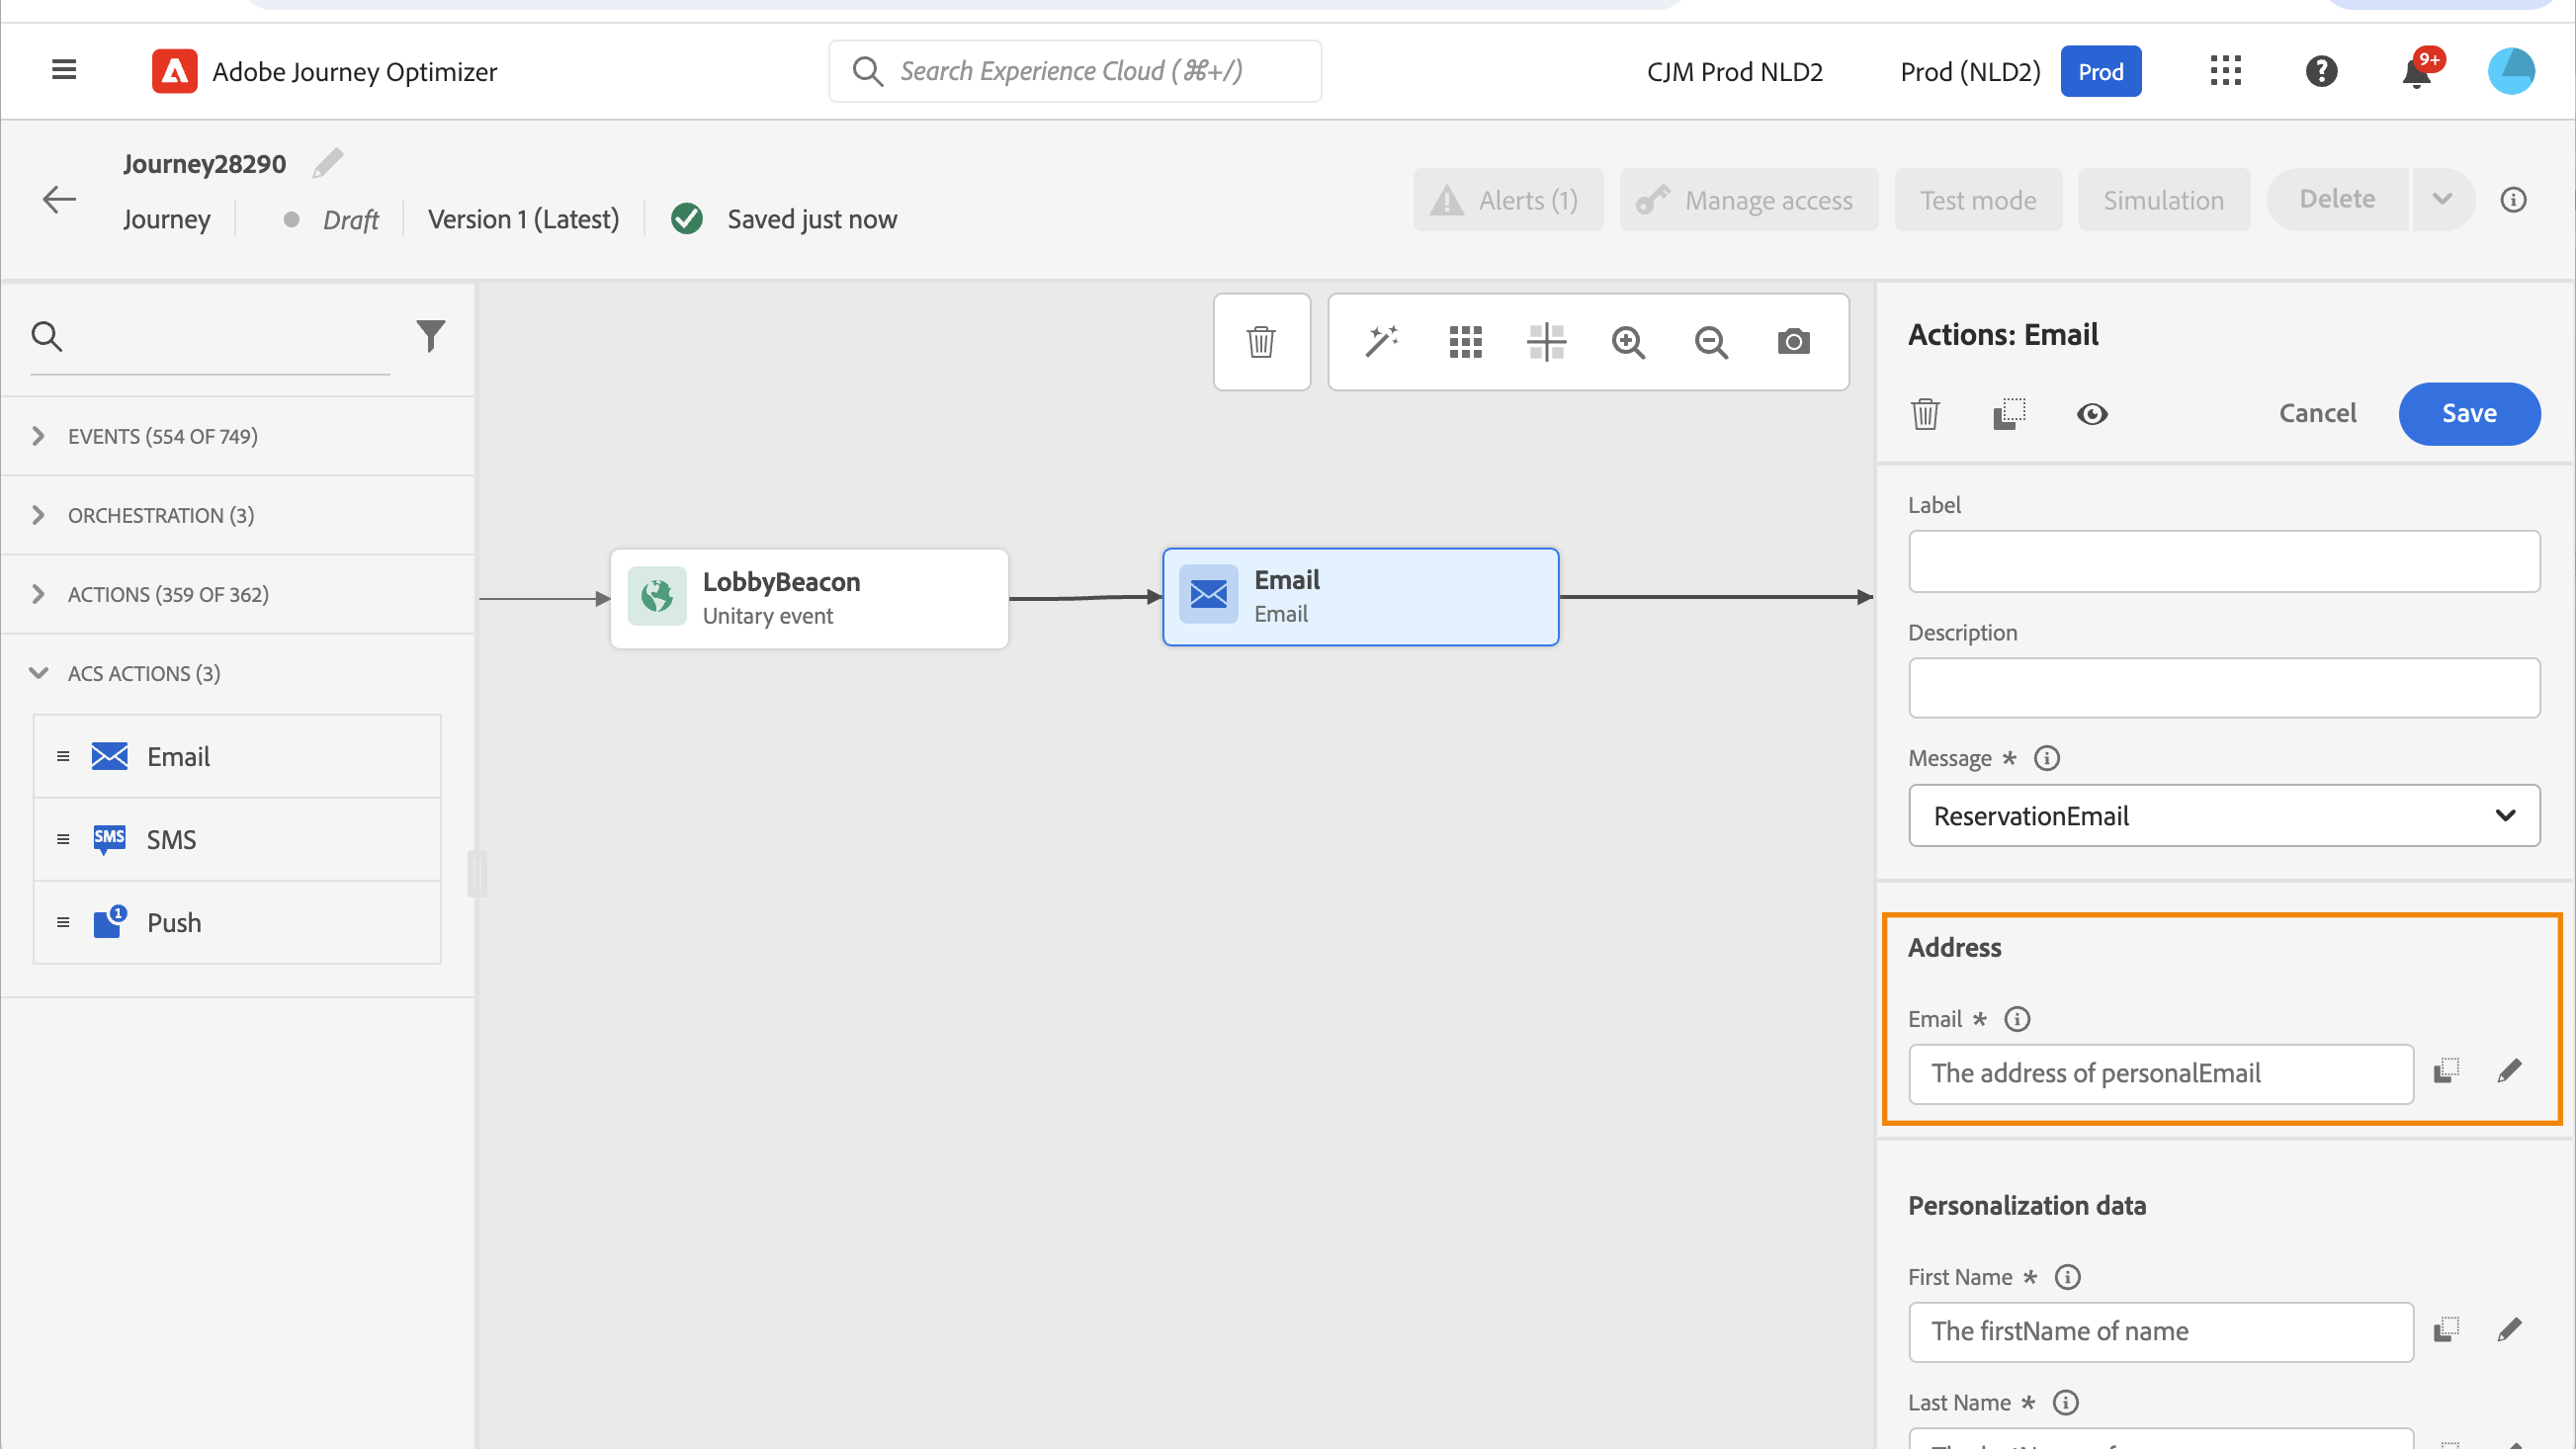 Adobe Journey Optimizer
Search Experience Cloud (⌘+/)
CJM Prod NLD2
Prod (NLD2)
Prod
9+
Journey28290
Journey
Draft
Version 1 (Latest)
Saved just now
Alerts (1)
Manage access
Test mode
Simulation
Delete
EVENTS (554 OF 749)
ORCHESTRATION (3)
ACTIONS (359 OF 362)
ACS ACTIONS (3)
Email
SMS
SMS
1
Push
LobbyBeacon
Unitary event
Email
Email
Actions: Email
Cancel
Save
Label
Description
Message *
ReservationEmail
Address
Email *
The address of personalEmail
Personalization data
First Name *
The firstName of name
Last Name *